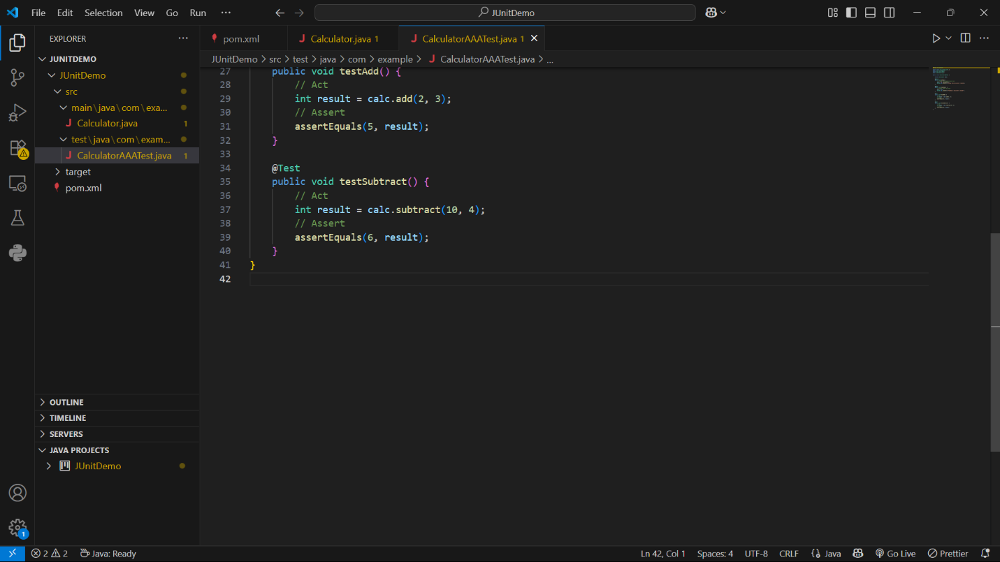 File Edit Selection View Go Run ··· JUnitDemo
EXPLORER ···
JUNITDEMO
JUnitDemo
src
main\java\com\exa...
Calculator.java 1
test\java\com\exam...
CalculatorAAATest.java 1
target
pom.xml
OUTLINE
TIMELINE
SERVERS
JAVA PROJECTS
JUnitDemo
1
pom.xml Calculator.java 1 CalculatorAAATest.java 1
JUnitDemo > src > test > java > com > example > CalculatorAAATest.java > ...
27 public void testAdd() {
28 // Act
29 int result = calc.add(2, 3);
30 // Assert
31 assertEquals(5, result);
32 }
33
34 @Test
35 public void testSubtract() {
36 // Act
37 int result = calc.subtract(10, 4);
38 // Assert
39 assertEquals(6, result);
40 }
41 }
42
2 2 Java: Ready Ln 42, Col 1 Spaces: 4 UTF-8 CRLF Java Go Live Prettier